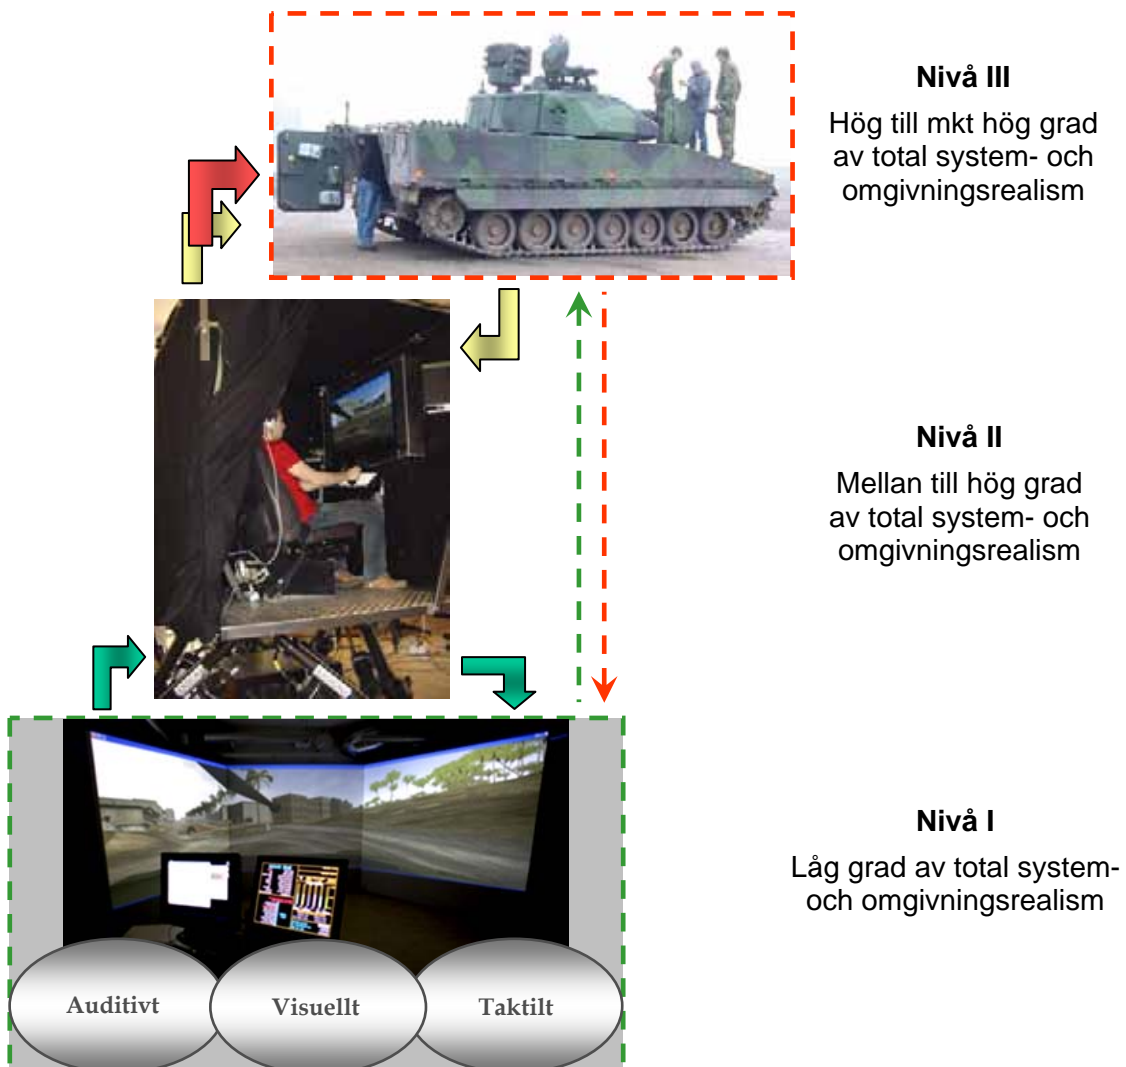 Nivå III
Hög till mkt hög grad
av total system- och
omgivningsrealism
Nivå II
Mellan till hög grad
av total system- och
omgivningsrealism
Nivå I
Låg grad av total system-
och omgivningsrealism
Auditivt
Visuellt
Taktilt